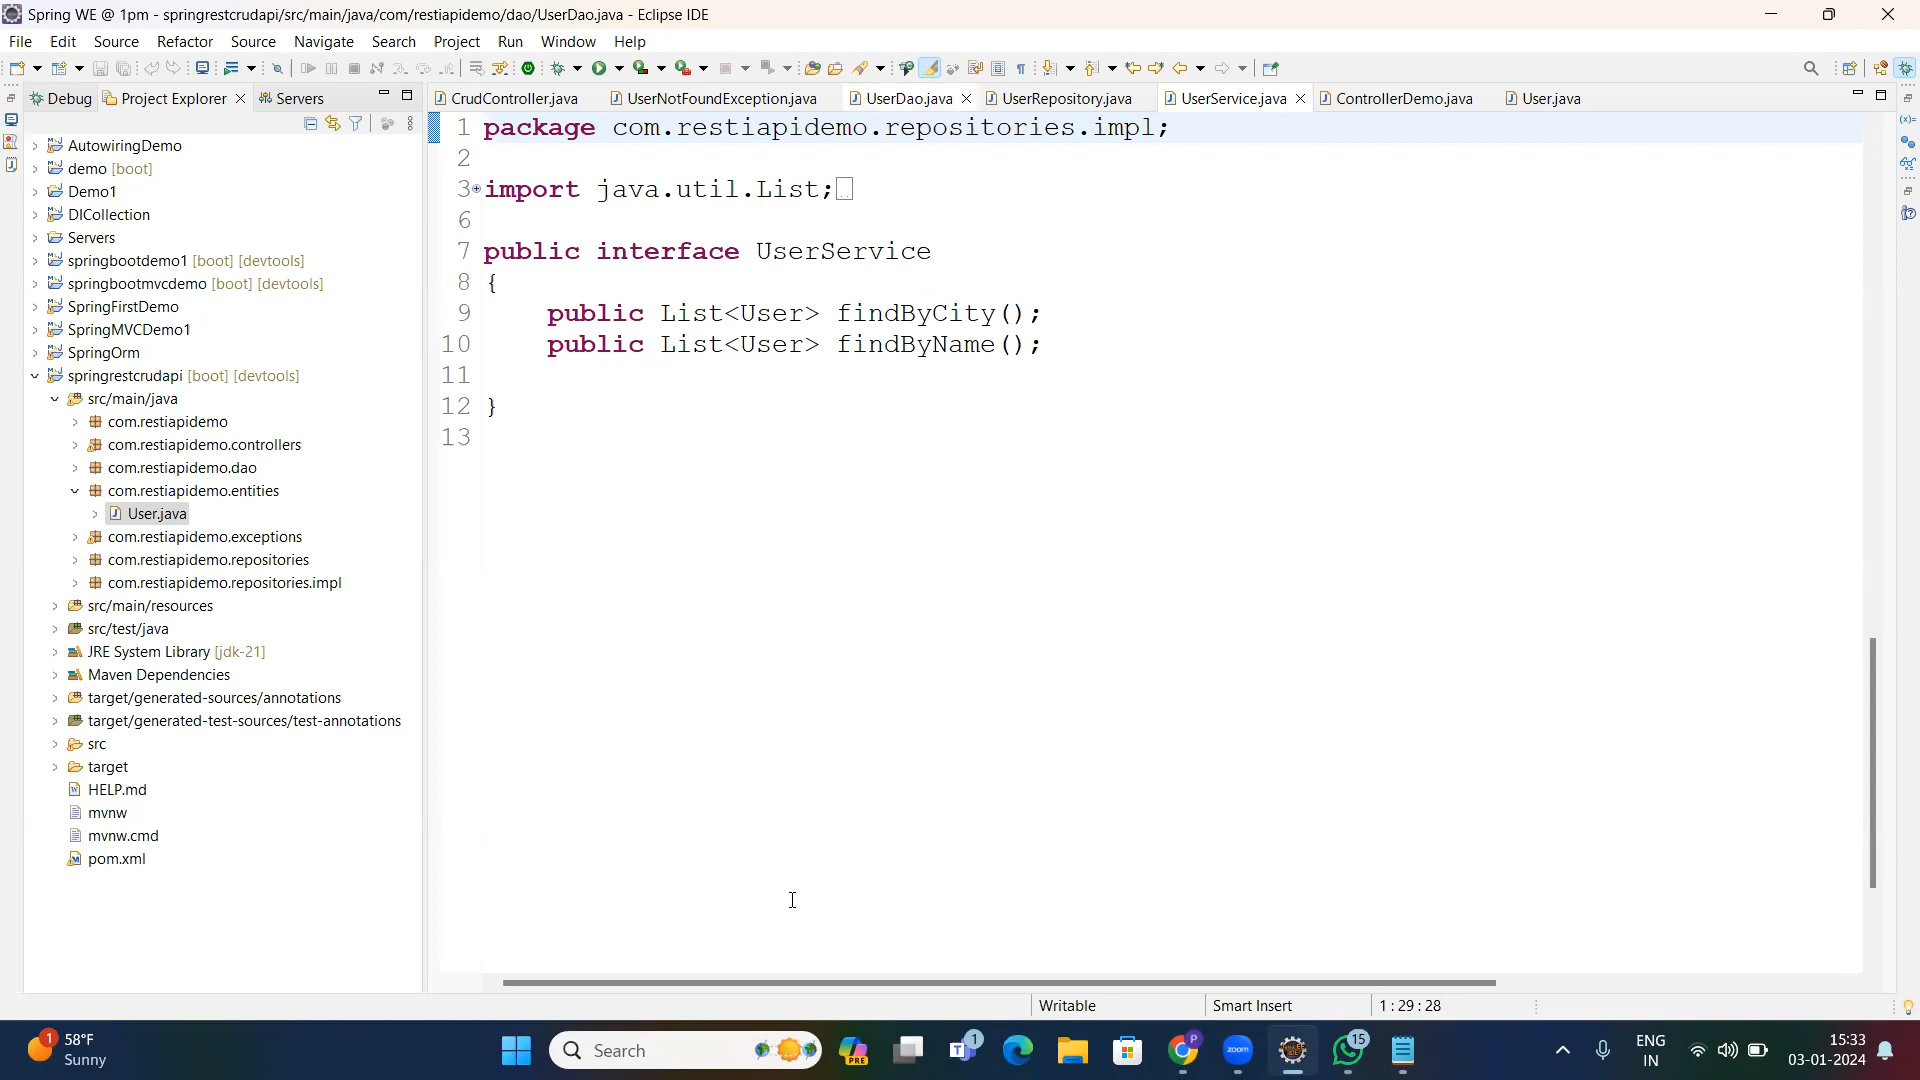 Spring WE @ 1pm - springrestcrudapi/src/main/java/com/restiapidemo/dao/UserDao.java - Eclipse IDE
File Edit Source Refactor Source Navigate Search Project Run Window Help
Debug Project Explorer Servers
CrudController.java UserNotFoundException.java UserDao.java UserRepository.java UserService.java ControllerDemo.java User.java
AutowiringDemo
demo [boot]
Demo1
DICollection
Servers
springbootdemo1 [boot] [devtools]
springbootmvcdemo [boot] [devtools]
SpringFirstDemo
SpringMVCDemo1
SpringOrm
springrestcrudapi [boot] [devtools]
src/main/java
com.restiapidemo
com.restiapidemo.controllers
com.restiapidemo.dao
com.restiapidemo.entities
User.java
com.restiapidemo.exceptions
com.restiapidemo.repositories
com.restiapidemo.repositories.impl
src/main/resources
src/test/java
JRE System Library [jdk-21]
Maven Dependencies
target/generated-sources/annotations
target/generated-test-sources/test-annotations
src
target
HELP.md
mvnw
mvnw.cmd
pom.xml
1 package com.restiapidemo.repositories.impl;
2
3 import java.util.List;
6
7 public interface UserService
8 {
9 public List<User> findByCity();
10 public List<User> findByName();
11
12 }
13
Writable Smart Insert 1 : 29 : 28
1 58°F
Sunny
Search
PRE
1
P
zoom
15
ENG
IN
15:33
03-01-2024